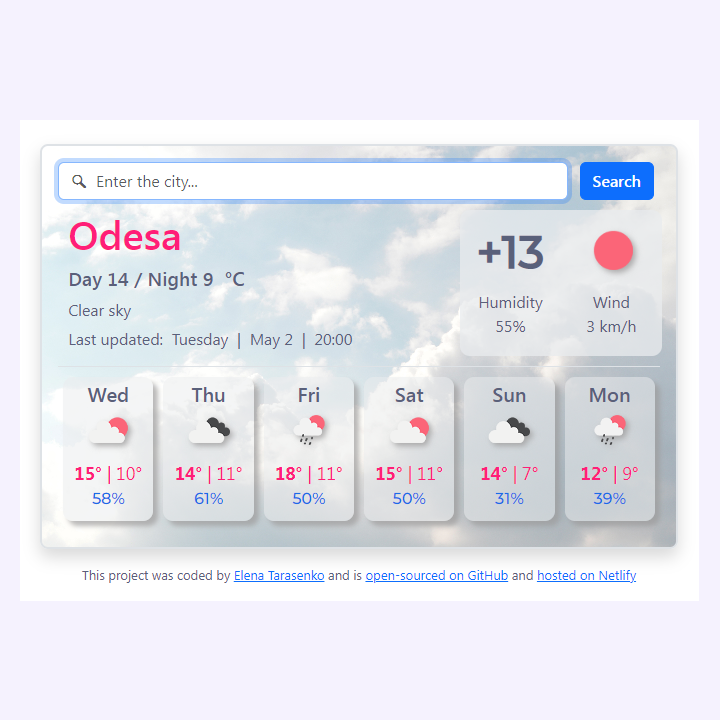 Enter the city...
Search
Odesa
Day 14 / Night 9 °C
Clear sky
Last updated: Tuesday | May 2 | 20:00
+13
Humidity
55%
Wind
3 km/h
Wed
15° | 10°
58%
Thu
14° | 11°
61%
Fri
18° | 11°
50%
Sat
15° | 11°
50%
Sun
14° | 7°
31%
Mon
12° | 9°
39%
This project was coded by Elena Tarasenko and is open-sourced on GitHub and hosted on Netlify